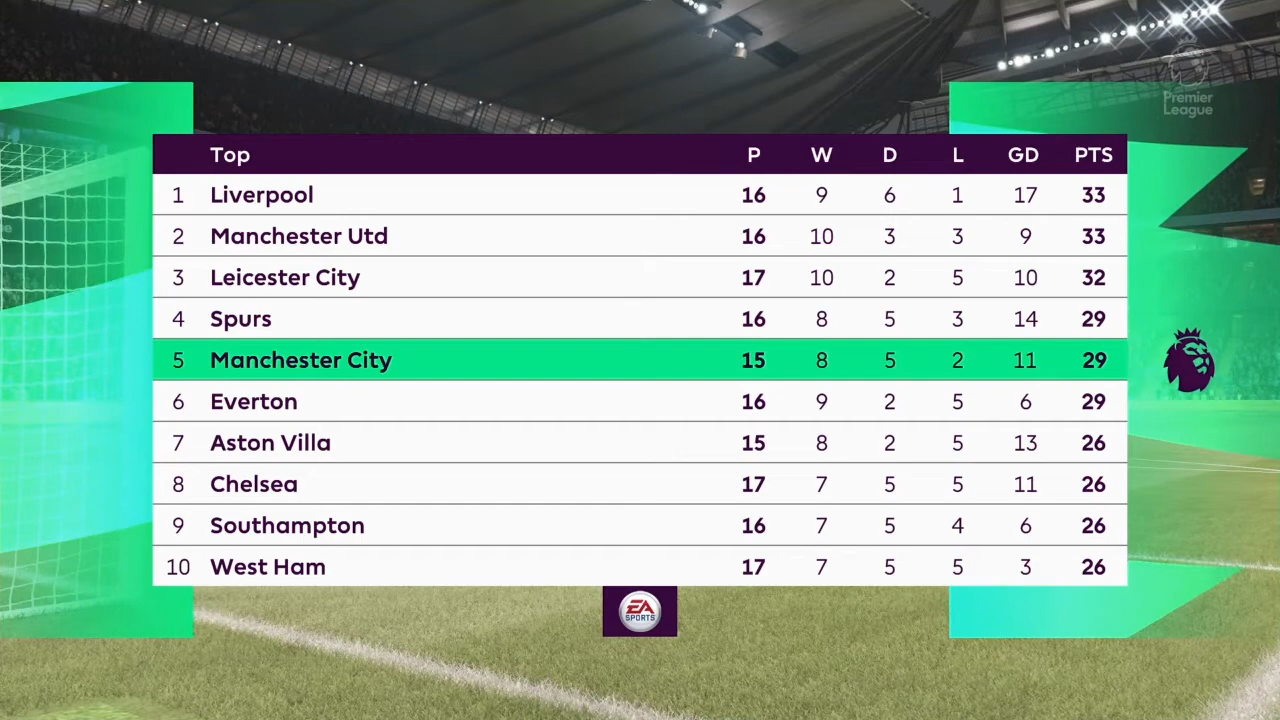 Premier
League
Top P W D L GD PTS
1 Liverpool 16 9 6 1 17 33
2 Manchester Utd 16 10 3 3 9 33
3 Leicester City 17 10 2 5 10 32
4 Spurs 16 8 5 3 14 29
5 Manchester City 15 8 5 2 11 29
6 Everton 16 9 2 5 6 29
7 Aston Villa 15 8 2 5 13 26
8 Chelsea 17 7 5 5 11 26
9 Southampton 16 7 5 4 6 26
10 West Ham 17 7 5 5 3 26
EA
SPORTS